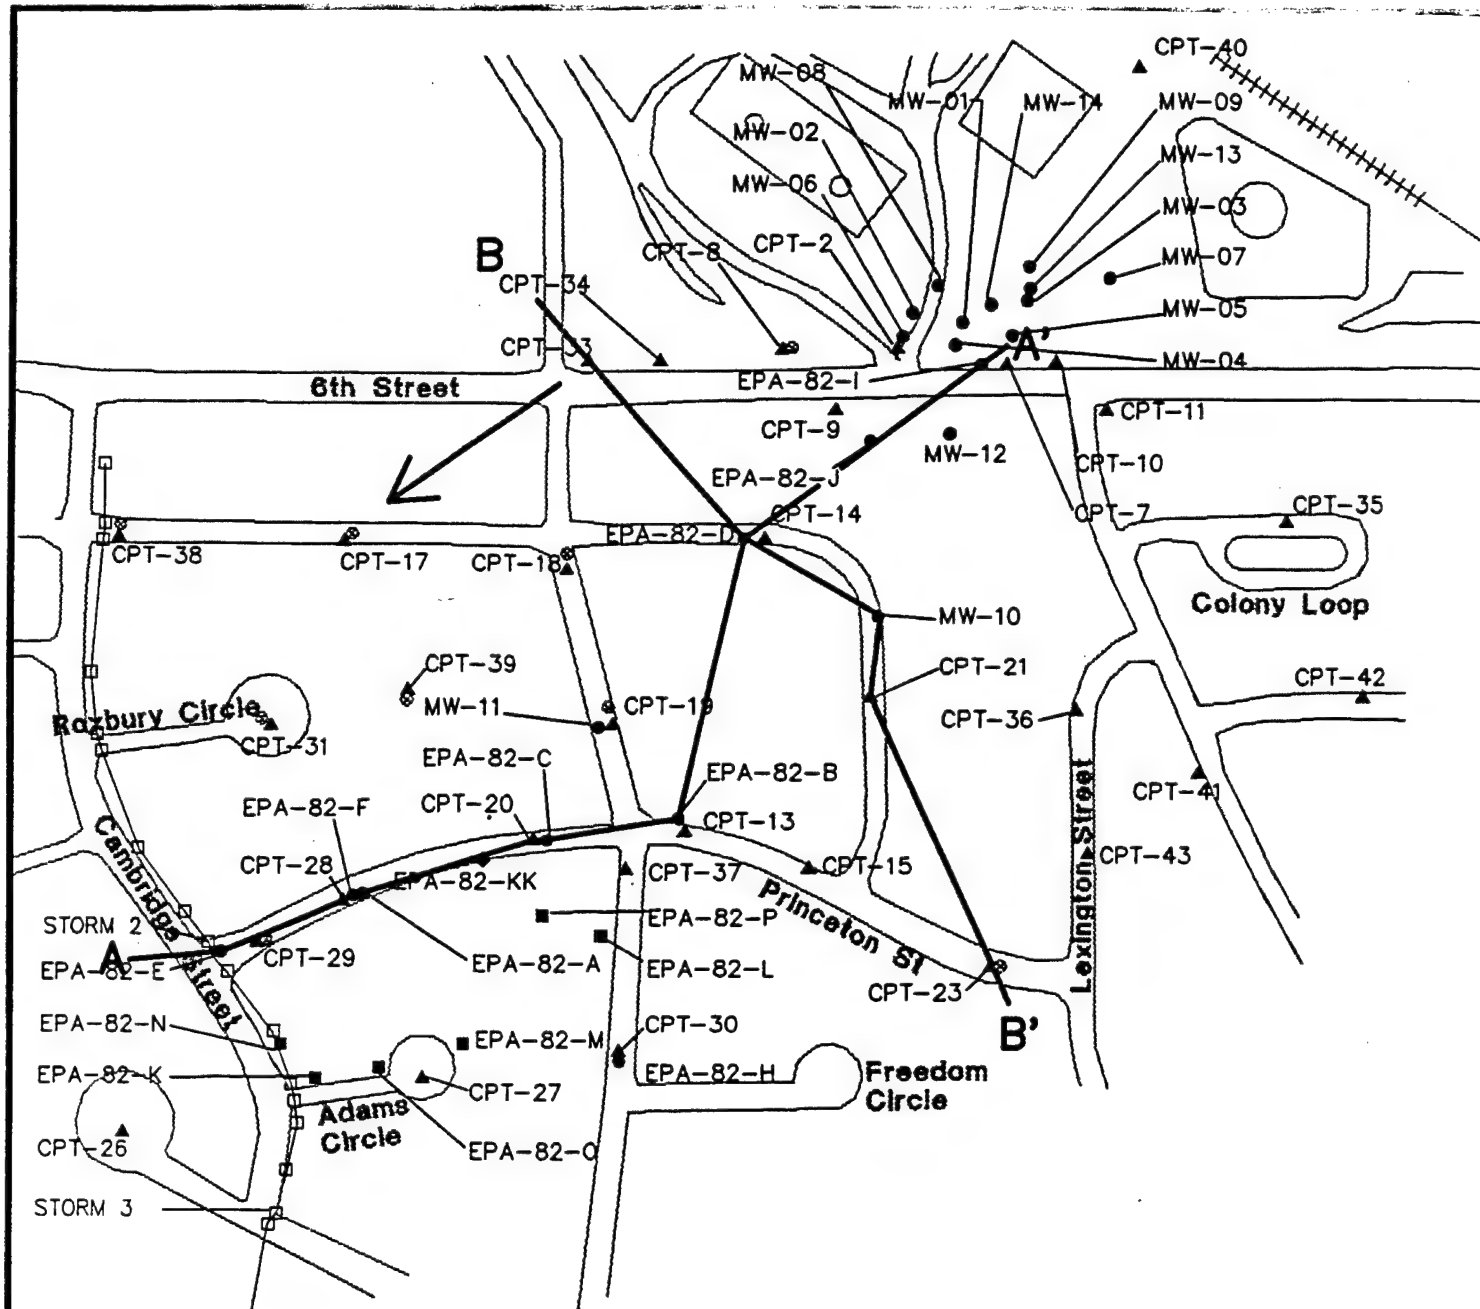 CPT-40
MW-08
MW-01
MW-14
MW-09
MW-02
MW-13
MW-06
MW-03
B
CPT-8
CPT-2
MW-07
CPT-34
MW-05
CPT-33
A'
MW-04
6th Street
EPA-82-I
CPT-11
CPT-9
MW-12
CPT-10
EPA-82-J
CPT-7
CPT-35
CPT-14
EPA-82-D
CPT-38
CPT-17
CPT-18
Colony Loop
MW-10
CPT-39
CPT-21
CPT-42
Roxbury Circle
MW-11
CPT-19
CPT-36
CPT-31
EPA-82-C
EPA-82-B
CPT-41
EPA-82-F
CPT-20
CPT-13
Lexington Street
Cambridge Street
CPT-28
EPA-82-KK
CPT-37
CPT-15
CPT-43
Princeton St
STORM 2
EPA-82-P
A
EPA-82-E
CPT-29
EPA-82-A
EPA-82-L
CPT-23
EPA-82-N
EPA-82-M
CPT-30
B'
EPA-82-K
CPT-27
EPA-82-H
Freedom
Circle
Adams
Circle
CPT-26
EPA-82-O
STORM 3